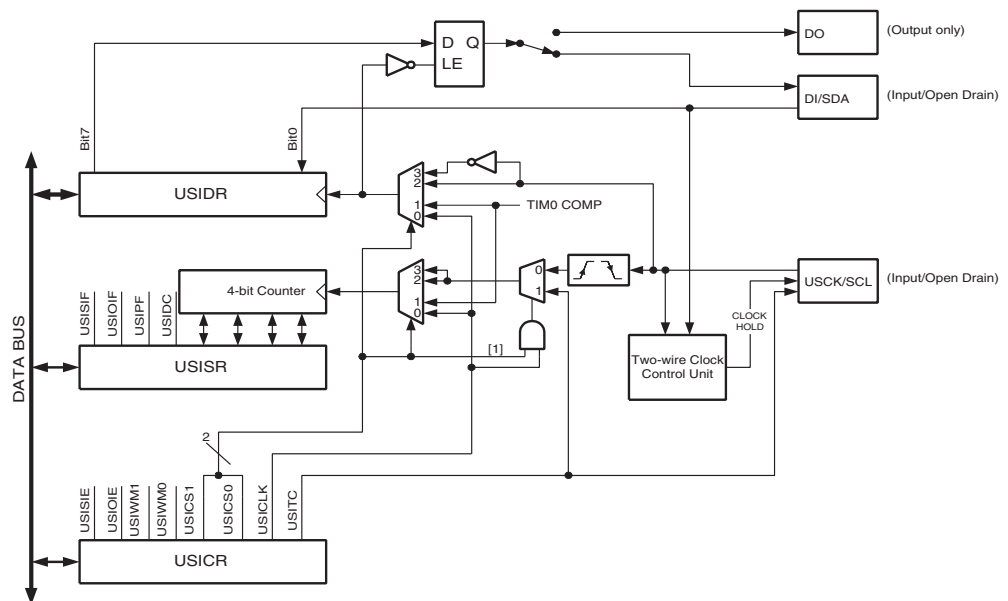 DO
(Output only)
D Q
LE
DI/SDA
(Input/Open Drain)
Bit7
Bit0
USIDR
3
2
1
0
TIM0 COMP
DATA BUS
4-bit Counter
3
2
1
0
0
1
USCK/SCL
(Input/Open Drain)
CLOCK
HOLD
USISIF
USIOIF
USIPF
USIDC
USISR
[1]
Two-wire Clock
Control Unit
2
USISIE
USIOIE
USIWM1
USIWM0
USICS1
USICS0
USICLK
USITC
USICR